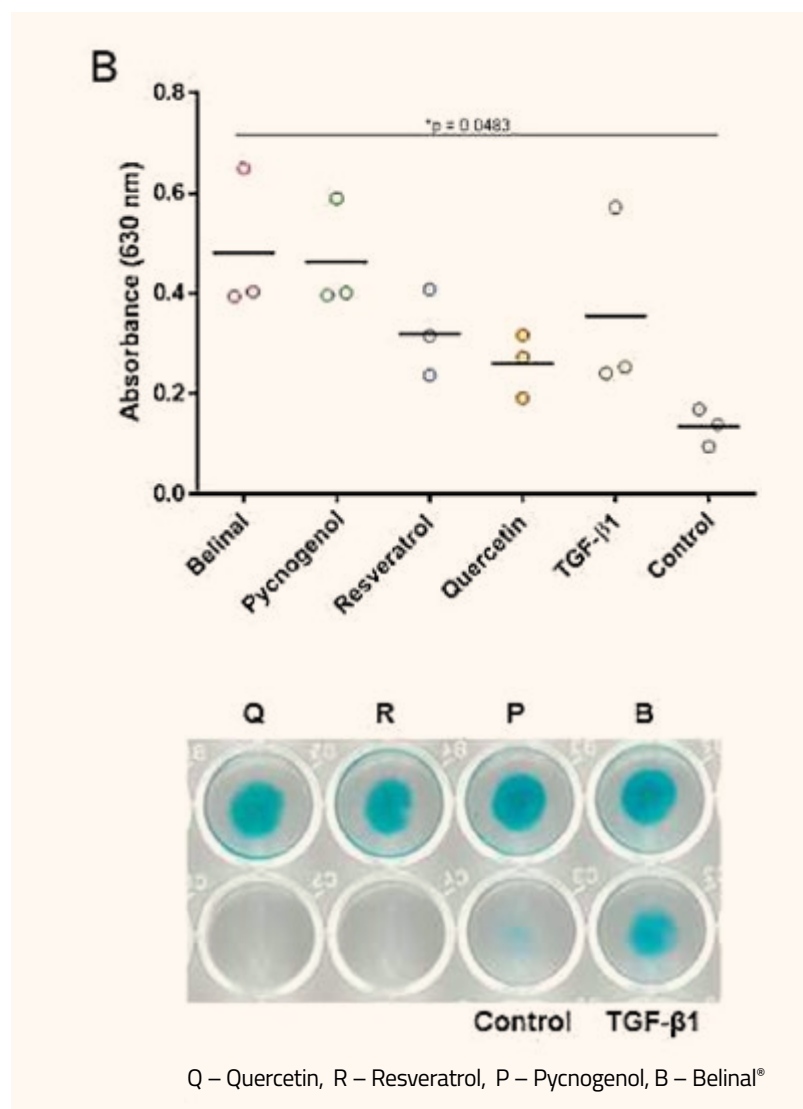 B
0.8
*p = 0 0483
0.6
0.4
0.2
0.0
Absorbance (630 nm)
Belinal
Pycnogenol
Resveratrol
Quercetin
TGF-β1
Control
Q R P B
Control TGF-β1
Q – Quercetin, R – Resveratrol, P – Pycnogenol, B – Belinal®